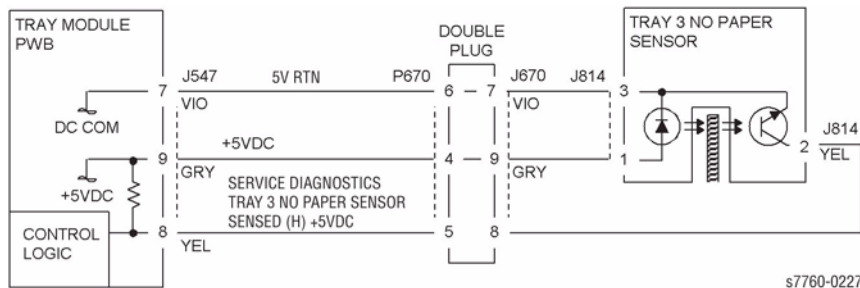 TRAY MODULE
PWB
DOUBLE
PLUG
TRAY 3 NO PAPER
SENSOR
7
J547
5V RTN
P670
6
7
J670
J814
3
VIO
VIO
DC COM
J814
2
YEL
9
+5VDC
4
9
1
GRY
GRY
+5VDC
SERVICE DIAGNOSTICS
TRAY 3 NO PAPER SENSOR
SENSED (H) +5VDC
CONTROL
LOGIC
8
YEL
5
8
s7760-0227